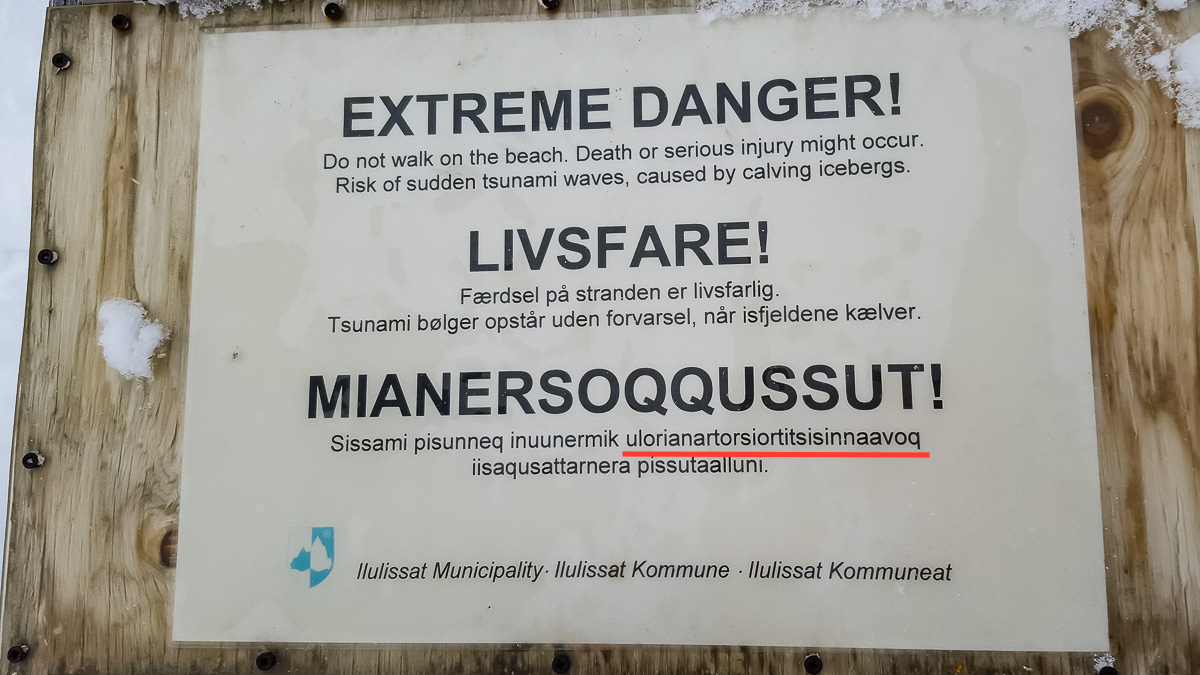 EXTREME DANGER!
Do not walk on the beach. Death or serious injury might occur.
Risk of sudden tsunami waves, caused by calving icebergs.
LIVSFARE!
Færdsel på stranden er livsfarlig.
Tsunami bølger opstår uden forvarsel, når isfjeldene kælver.
MIANERSOQQUSSUT!
Sissami pisunneq inuunermik ulorianartorsiortitsisinnaavoq
iisaqusattarnera pissutaalluni.
Ilulissat Municipality· Ilulissat Kommune · Ilulissat Kommuneat